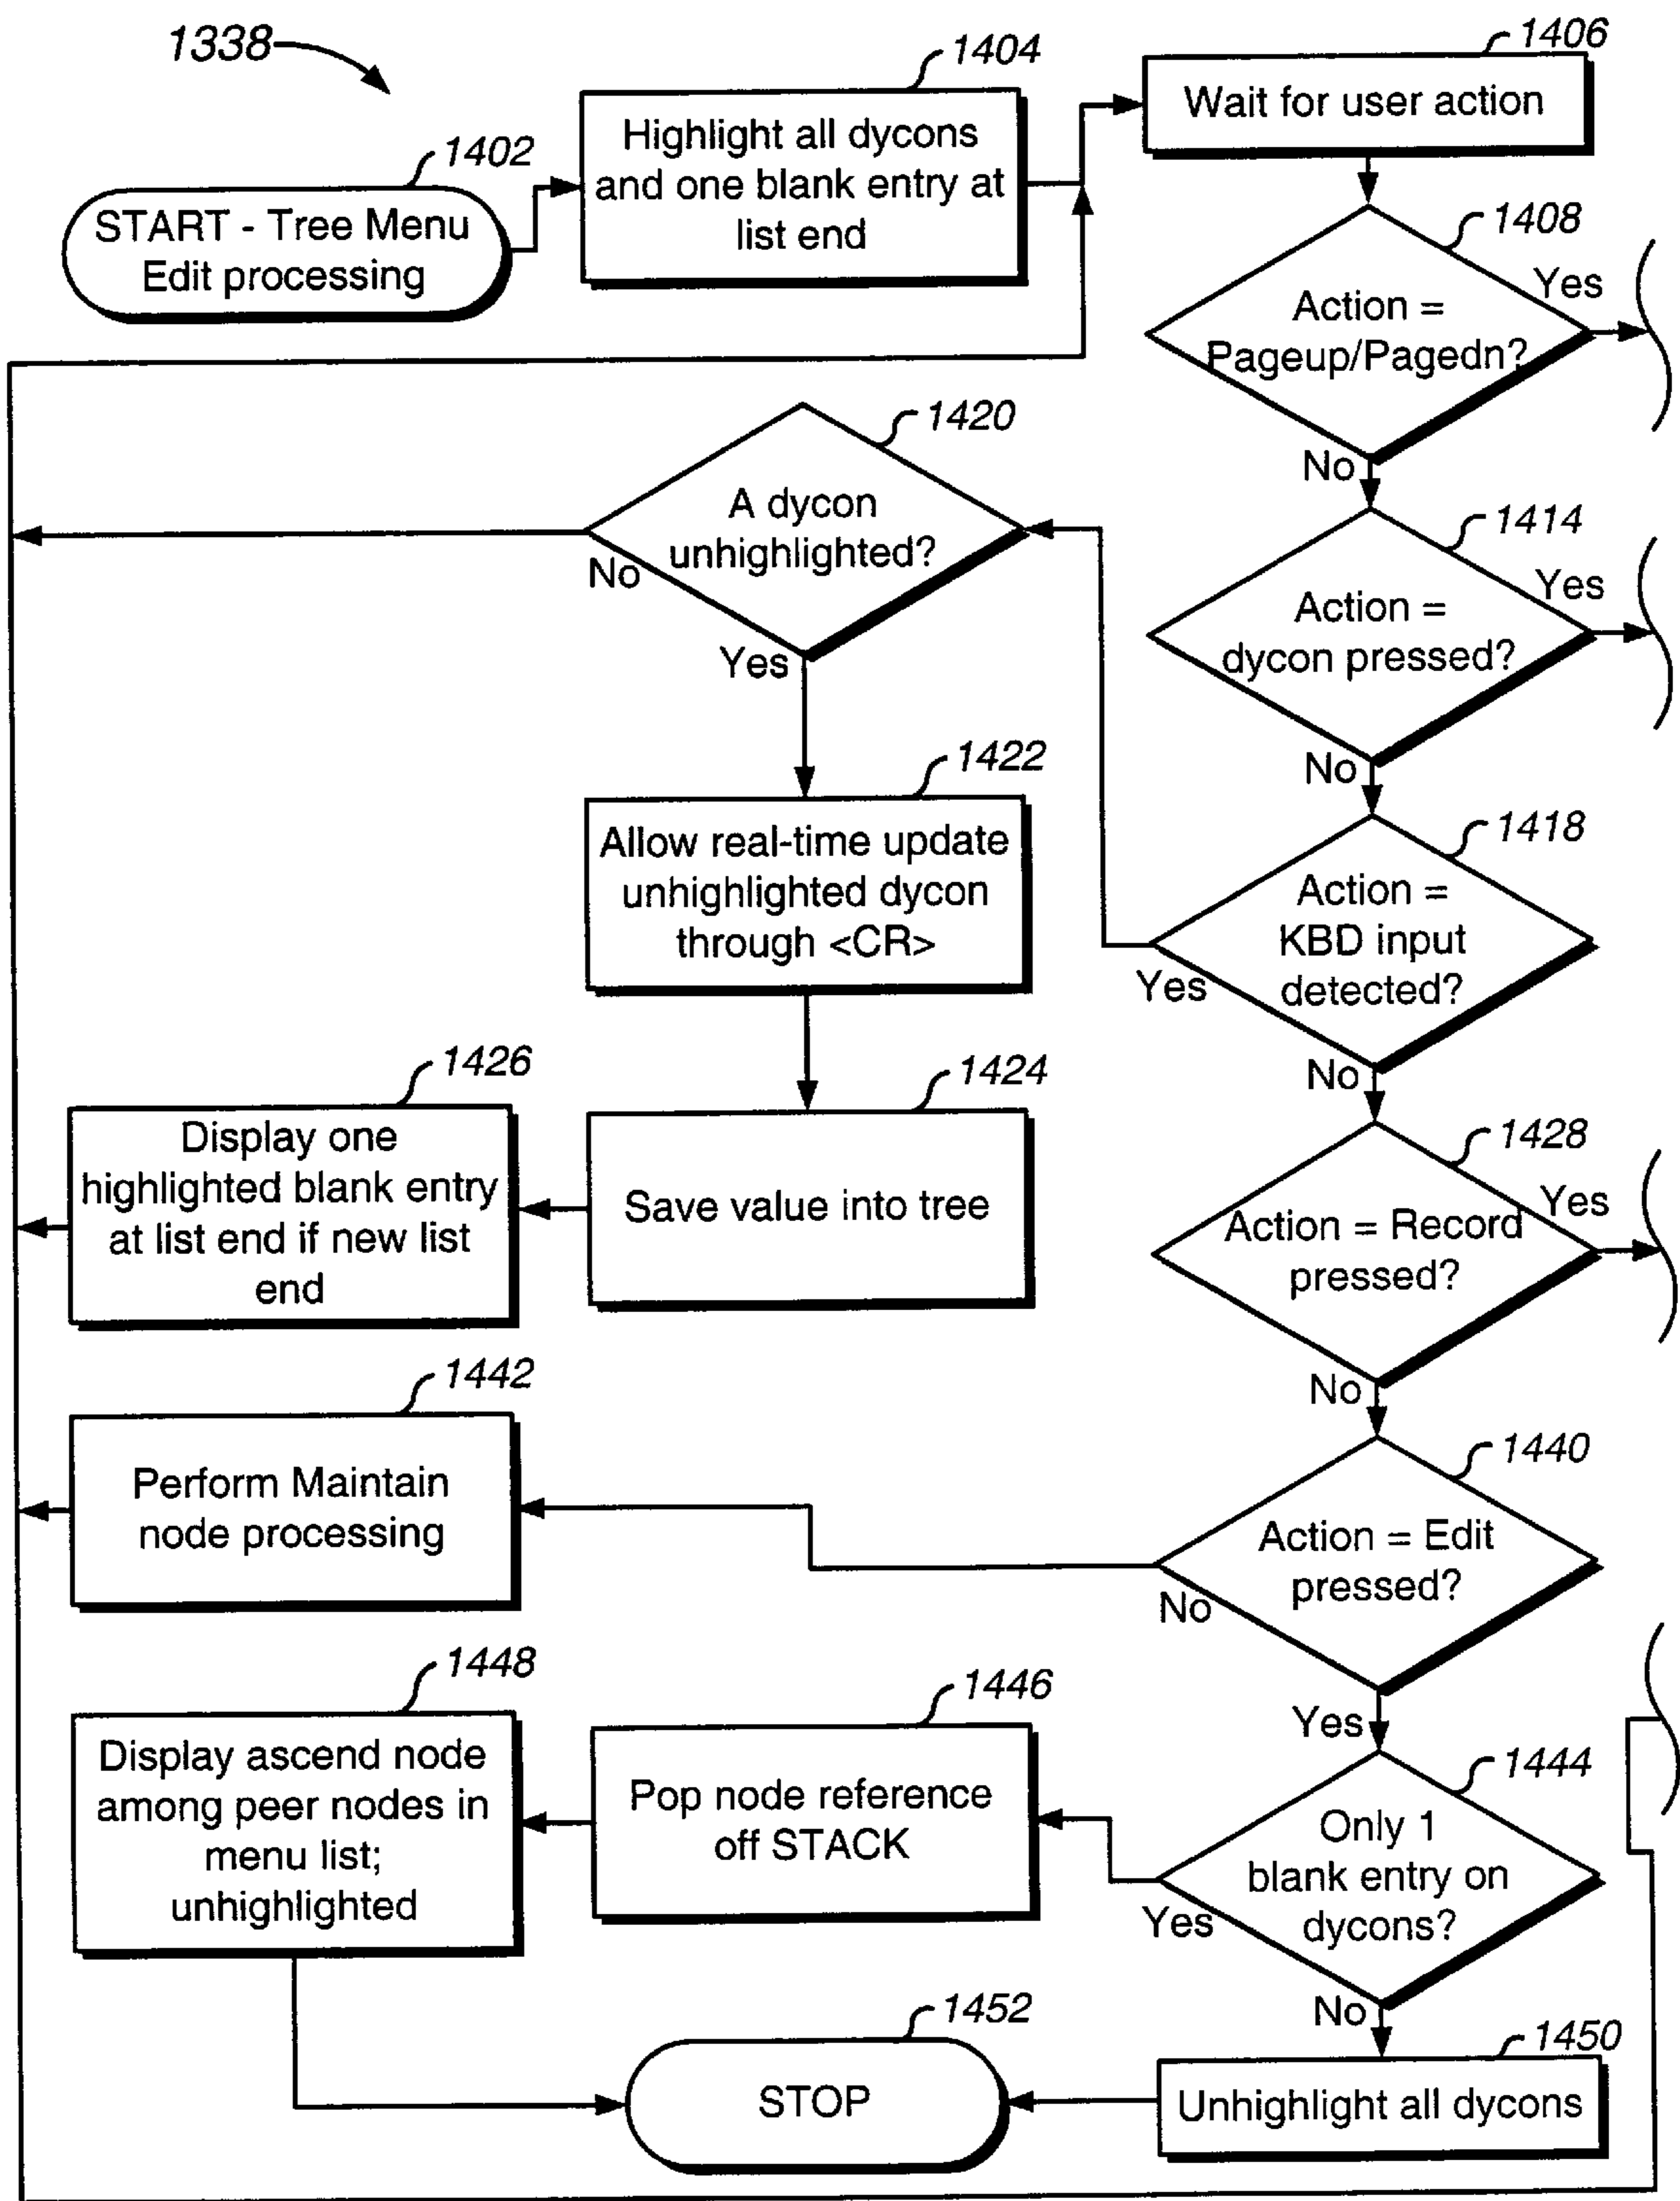 1338
1402
START - Tree Menu
Edit processing
1404
Highlight all dycons
and one blank entry at
list end
1406
Wait for user action
1408
Action =
Pageup/Pagedn?
Yes
No
1414
Action =
dycon pressed?
Yes
No
1418
Action =
KBD input
detected?
Yes
No
1420
A dycon
unhighlighted?
No
Yes
1422
Allow real-time update
unhighlighted dycon
through <CR>
1424
Save value into tree
1426
Display one
highlighted blank entry
at list end if new list
end
1428
Action = Record
pressed?
Yes
No
1440
Action = Edit
pressed?
No
Yes
1442
Perform Maintain
node processing
1444
Only 1
blank entry on
dycons?
Yes
No
1446
Pop node reference
off STACK
1448
Display ascend node
among peer nodes in
menu list;
unhighlighted
1450
Unhighlight all dycons
1452
STOP